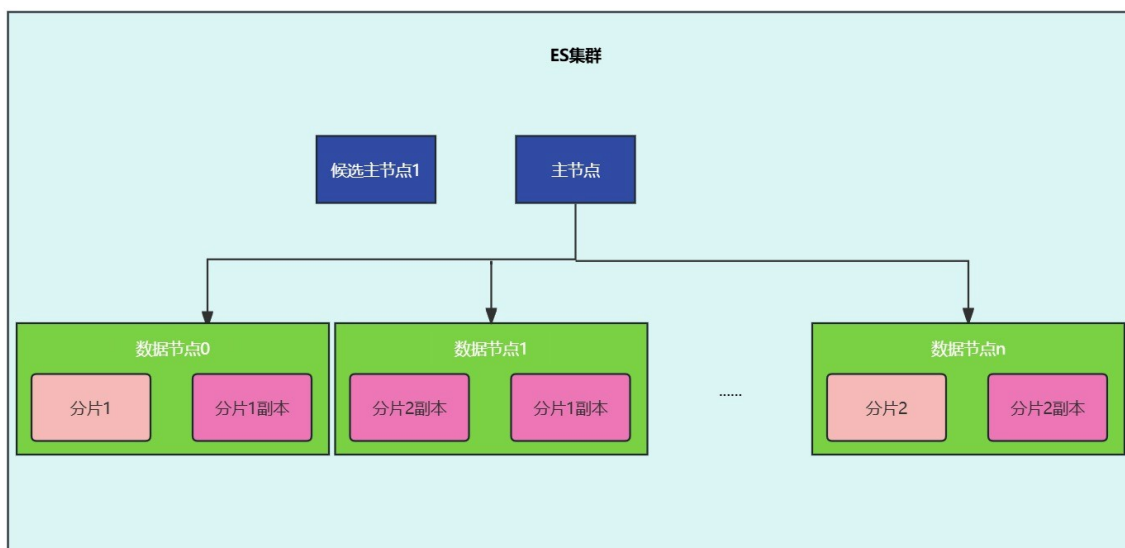 ES集群
候选主节点1
主节点
数据节点0
数据节点1
数据节点n
分片1
分片1副本
分片2副本
分片1副本
......
分片2
分片2副本